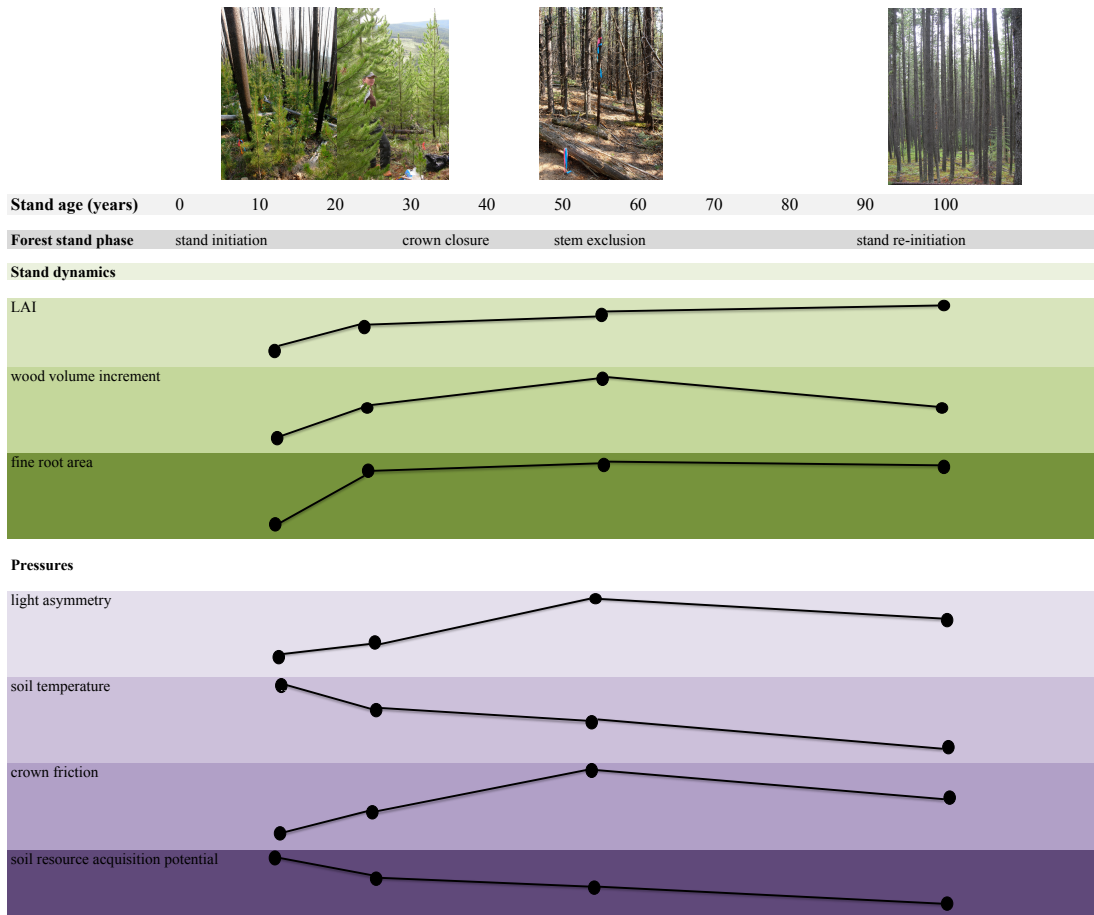 Stand age (years) 0 10 20 30 40 50 60 70 80 90 100
Forest stand phase stand initiation crown closure stem exclusion stand re-initiation
Stand dynamics
LAI
wood volume increment
fine root area
Pressures
light asymmetry
soil temperature
crown friction
soil resource acquisition potential